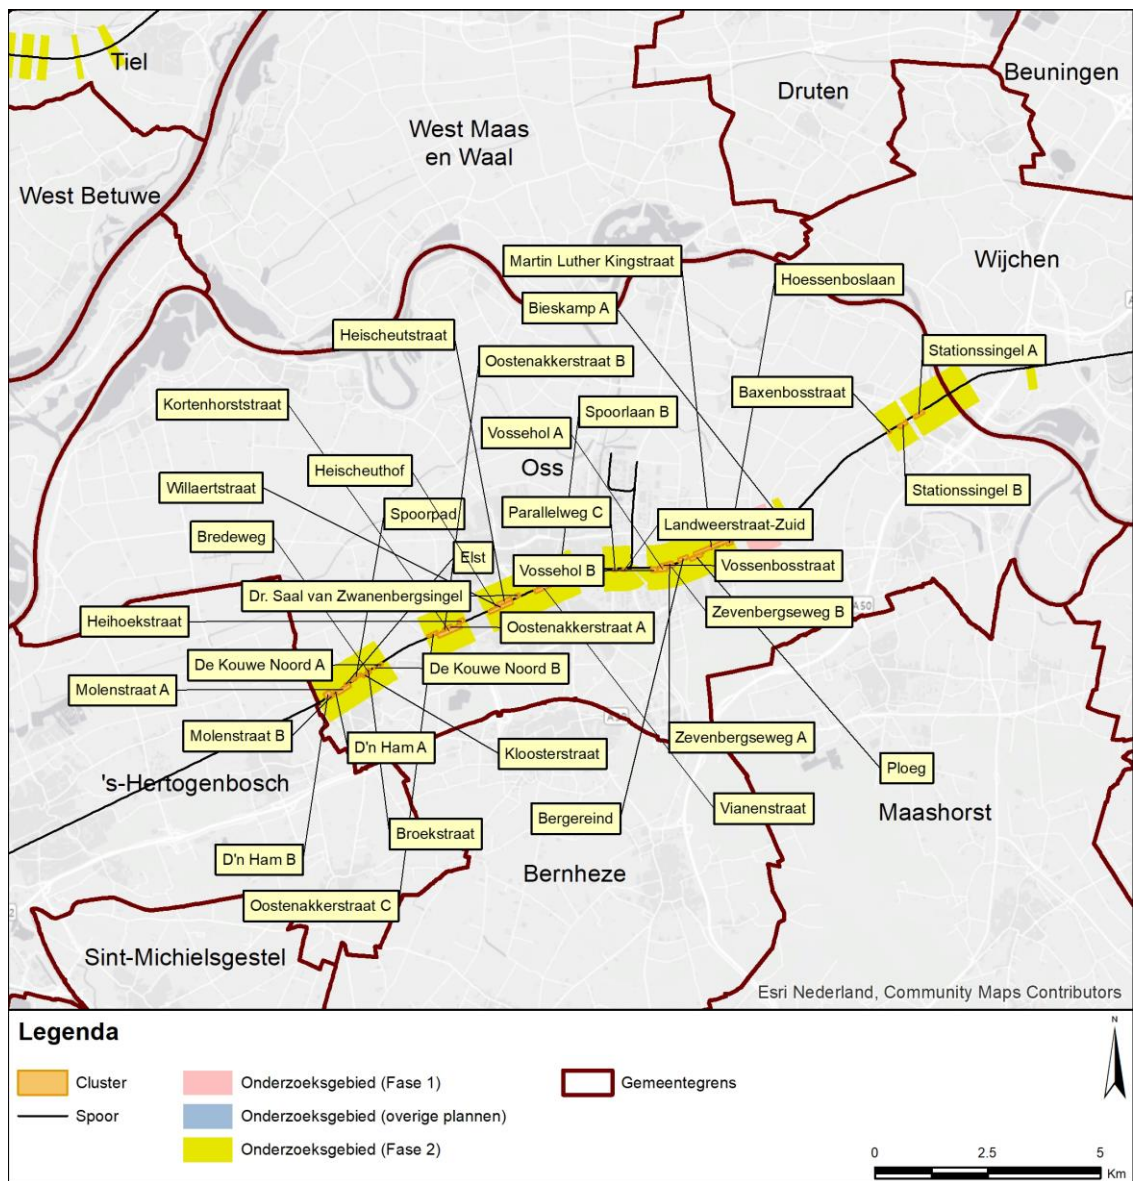 Tiel
Beuningen
Druten
West Maas
en Waal
West Betuwe
Martin Luther Kingstraat
Wijchen
Hoessenboslaan
Bieskamp A
Heischeutstraat
Stationssingel A
Oostenakkerstraat B
Baxenbosstraat
Kortenhorststraat
Spoorlaan B
Vossehol A
Oss
Heischeuthof
Willaertstraat
Stationssingel B
Spoorpad
Parallelweg C
Landweerstraat-Zuid
Bredeweg
Elst
Vossehol B
Vossenbosstraat
Dr. Saal van Zwanenbergsingel
A50
Zevenbergseweg B
Heihoekstraat
Oostenakkerstraat A
De Kouwe Noord A
De Kouwe Noord B
Molenstraat A
Molenstraat B
D'n Ham A
Kloosterstraat
Zevenbergseweg A
Ploeg
's-Hertogenbosch
Maashorst
Vianenstraat
Bergereind
Broekstraat
D'n Ham B
Bernheze
Oostenakkerstraat C
Sint-Michielsgestel
Esri Nederland, Community Maps Contributors
Legenda
Cluster
Spoor
Onderzoeksgebied (Fase 1)
Onderzoeksgebied (overige plannen)
Onderzoeksgebied (Fase 2)
Gemeentegrens
N
0 2.5 5
Km